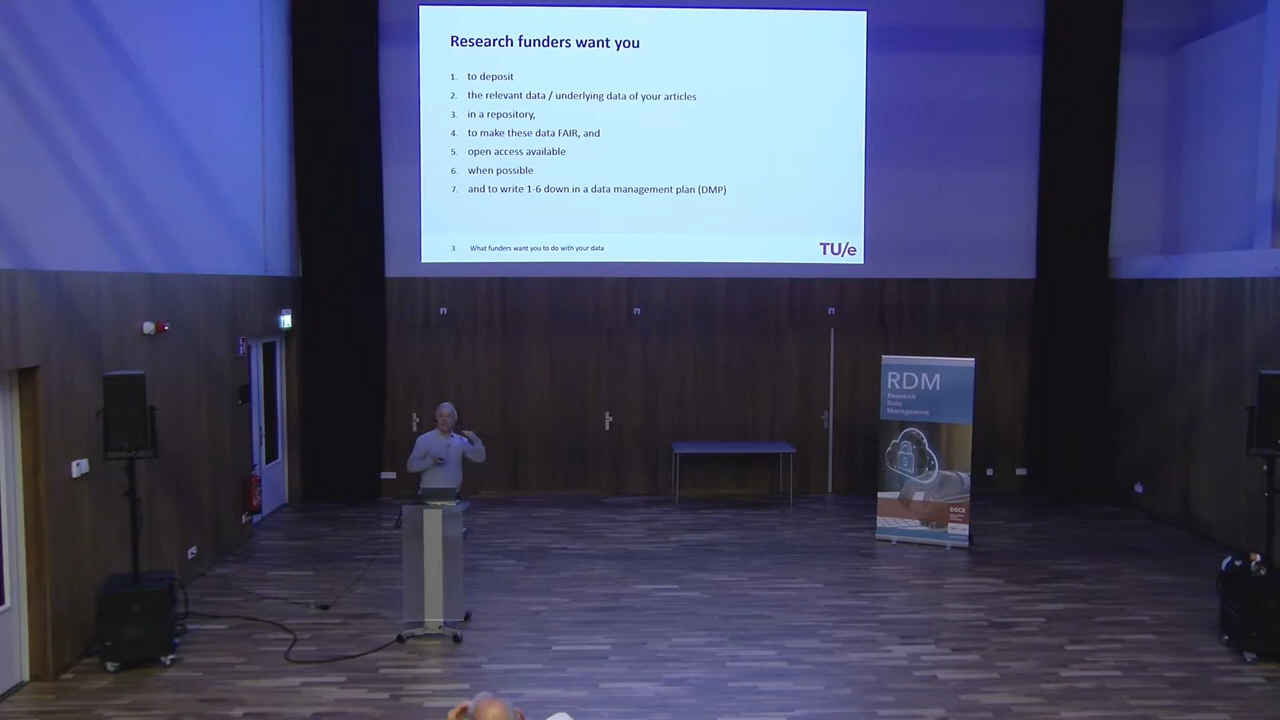 Research funders want you
1. to deposit
2. the relevant data / underlying data of your articles
3. in a repository,
4. to make these data FAIR, and
5. open access available
6. when possible
7. and to write 1-6 down in a data management plan (DMP)
3 What funders want you to do with your data
TU/e
RDM
Research
Data
Management
DSCE